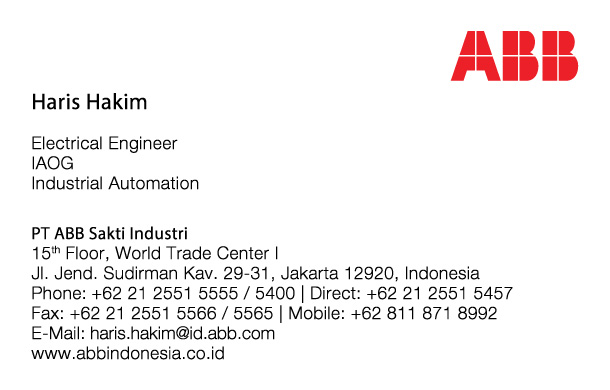 ABB
Haris Hakim
Electrical Engineer
IAOG
Industrial Automation
PT ABB Sakti Industri
15th Floor, World Trade Center I
Jl. Jend. Sudirman Kav. 29-31, Jakarta 12920, Indonesia
Phone: +62 21 2551 5555 / 5400 | Direct: +62 21 2551 5457
Fax: +62 21 2551 5566 / 5565 | Mobile: +62 811 871 8992
E-Mail: haris.hakim@id.abb.com
www.abbindonesia.co.id